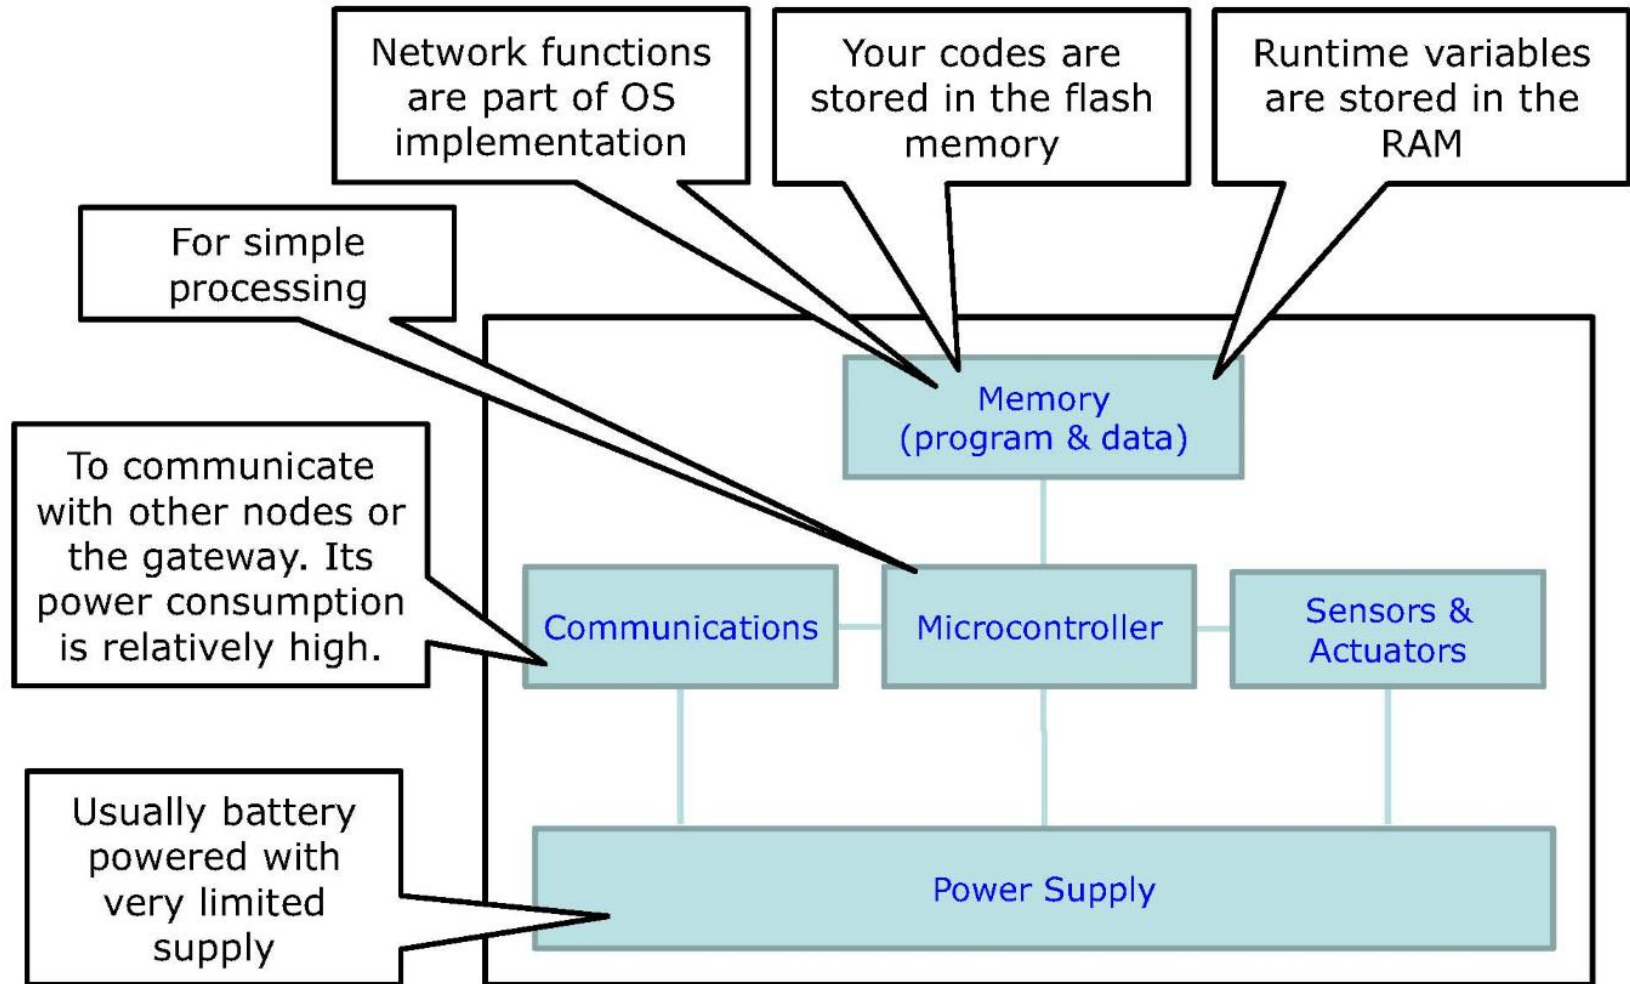 Network functions
are part of OS
implementation
Your codes are
stored in the flash
memory
Runtime variables
are stored in the
RAM
For simple
processing
Memory
(program & data)
To communicate
with other nodes or
the gateway. Its
power consumption
is relatively high.
Communications
Microcontroller
Sensors &
Actuators
Usually battery
powered with
very limited
supply
Power Supply